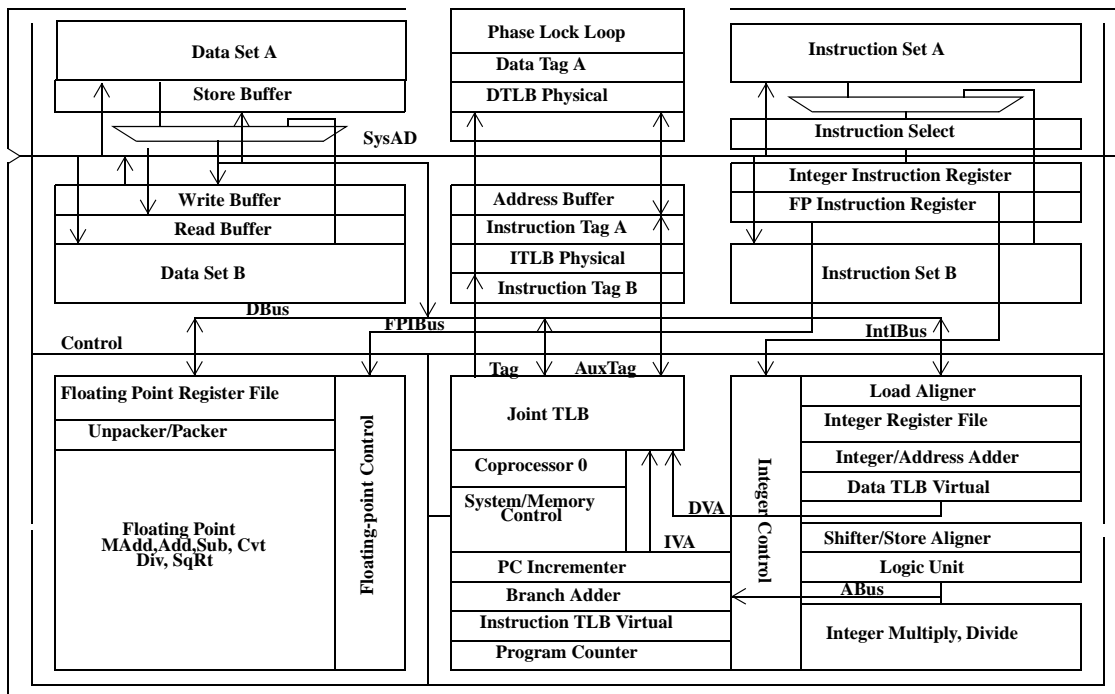 Data Set A
Store Buffer
Phase Lock Loop
Data Tag A
DTLB Physical
Instruction Set A
Instruction Select
SysAD
Write Buffer
Read Buffer
Data Set B
Address Buffer
Instruction Tag A
ITLB Physical
Instruction Tag B
Integer Instruction Register
FP Instruction Register
Instruction Set B
DBus
FPIBus
IntIBus
Control
Tag
AuxTag
Floating Point Register File
Unpacker/Packer
Floating Point
MAdd,Add,Sub, Cvt
Div, SqRt
Floating-point Control
Joint TLB
Coprocessor 0
System/Memory
Control
DVA
IVA
PC Incrementer
Branch Adder
Instruction TLB Virtual
Program Counter
Integer Control
Load Aligner
Integer Register File
Integer/Address Adder
Data TLB Virtual
Shifter/Store Aligner
Logic Unit
ABus
Integer Multiply, Divide